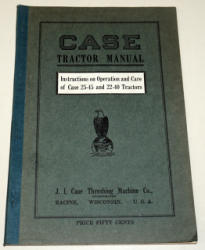 CASE
TRACTOR MANUAL
Instructions on Operation and Care
of Case 25-45 and 22-40 Tractors
J. I. Case Threshing Machine Co.,
RACINE, WISCONSIN, U. S. A.
PRICE FIFTY CENTS